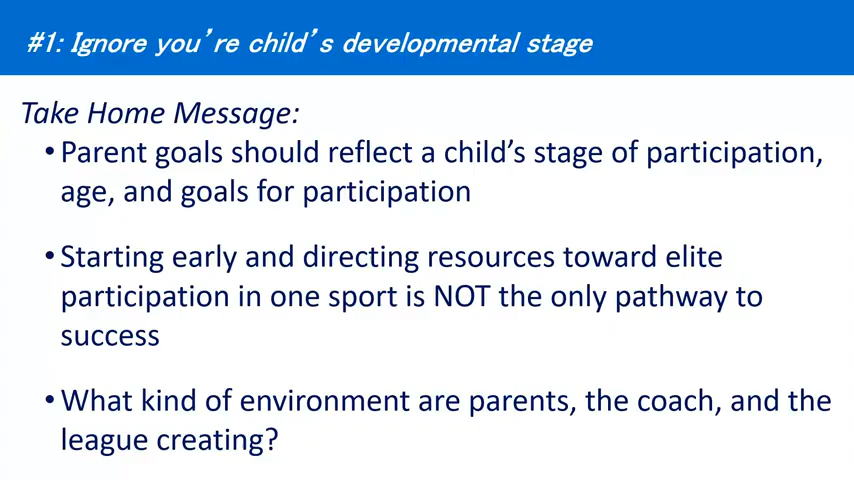 #1: Ignore you’re child’s developmental stage
Take Home Message:
•Parent goals should reflect a child’s stage of participation,
age, and goals for participation
•Starting early and directing resources toward elite
participation in one sport is NOT the only pathway to
success
•What kind of environment are parents, the coach, and the
league creating?